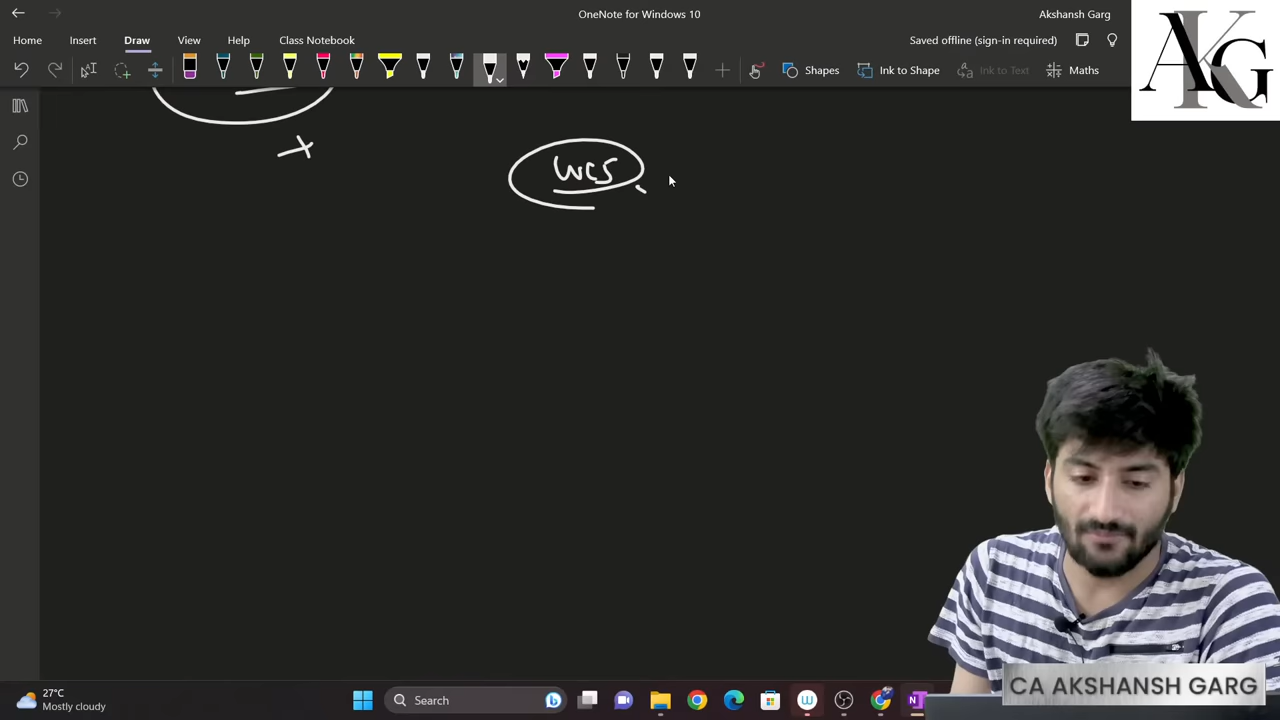 OneNote for Windows 10
Akshansh Garg
Home Insert Draw View Help Class Notebook
Saved offline (sign-in required)
Shapes Ink to Shape Ink to Text Maths
AKG
WCS
CA AKSHANSH GARG
27°C
Mostly cloudy
Search